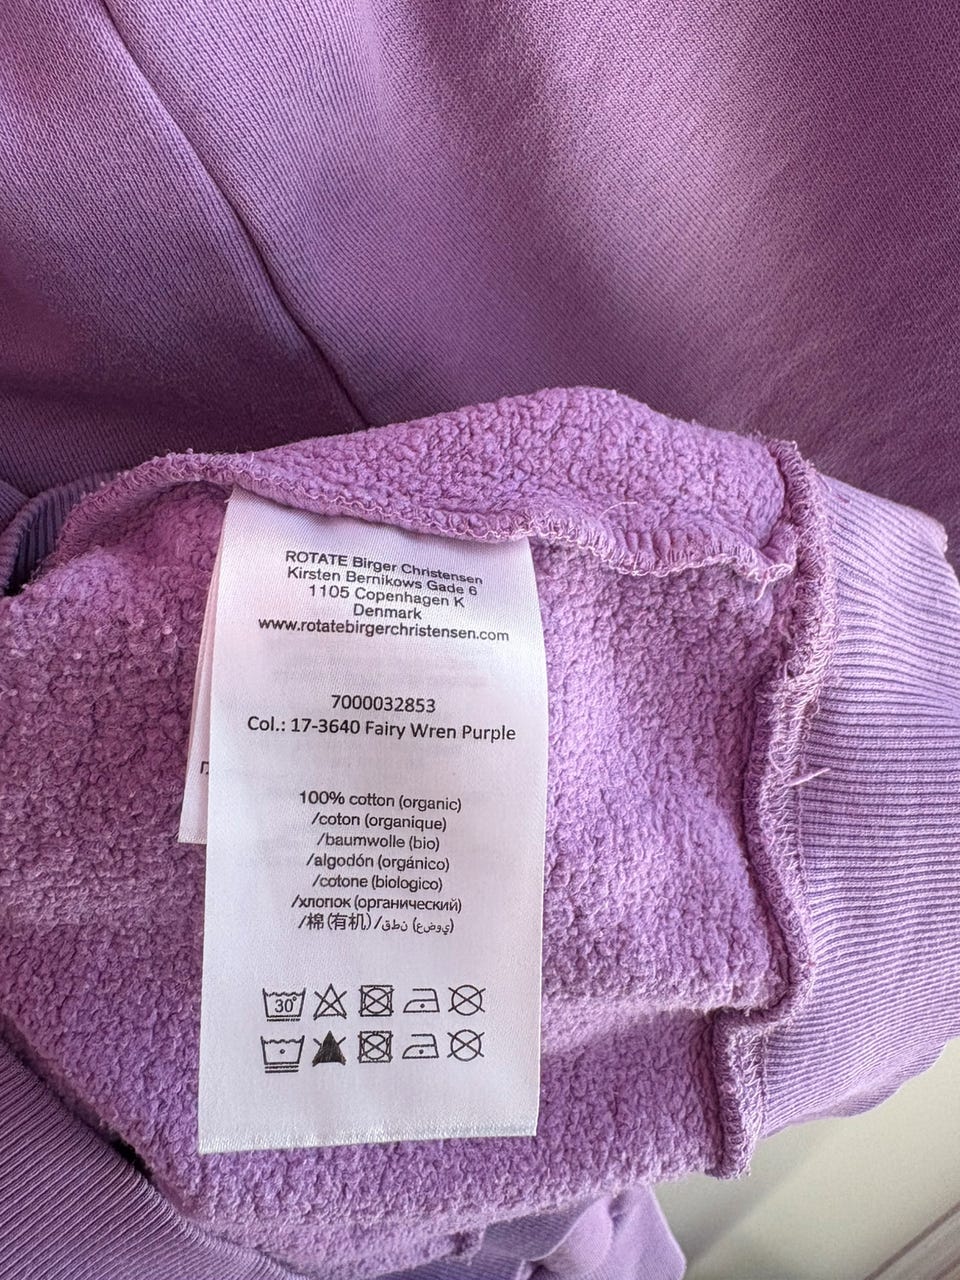 ROTATE Birger Christensen
Kirsten Bernikows Gade 6
1105 Copenhagen K
Denmark
www.rotatebirgerchristensen.com
7000032853
Col.: 17-3640 Fairy Wren Purple
100% cotton (organic)
/coton (organique)
/baumwolle (bio)
/algodón (orgánico)
/cotone (biologico)
/хлопок (органический)
/棉(有机)/قطن (عضوي)
30°